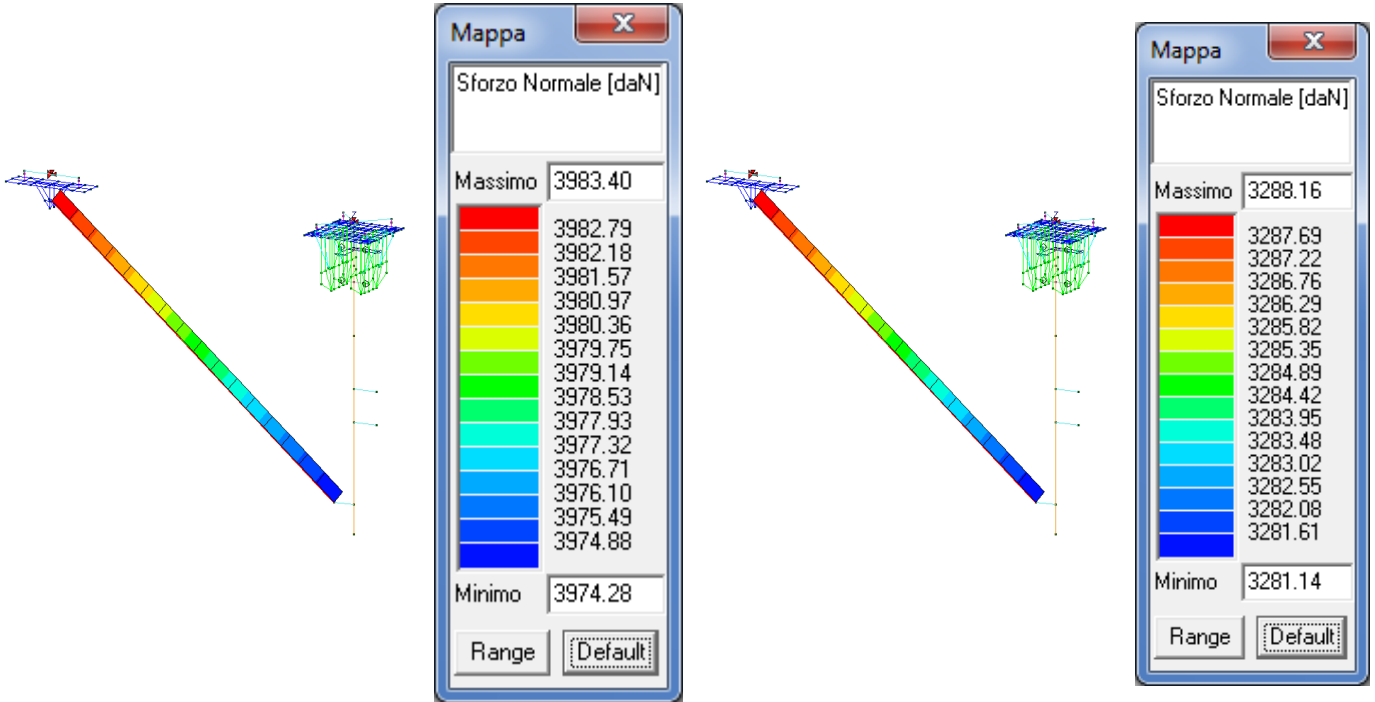 Mappa
Sforzo Normale [daN]
Massimo 3983.40
3982.79
3982.18
3981.57
3980.97
3980.36
3979.75
3979.14
3978.53
3977.93
3977.32
3976.71
3976.10
3975.49
3974.88
Minimo 3974.28
Range Default
Mappa
Sforzo Normale [daN]
Massimo 3288.16
3287.69
3287.22
3286.76
3286.29
3285.82
3285.35
3284.89
3284.42
3283.95
3283.48
3283.02
3282.55
3282.08
3281.61
Minimo 3281.14
Range Default